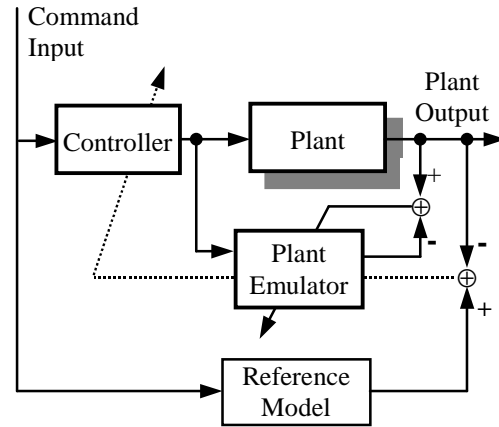 Command
Input
Plant
Output
Controller
Plant
+
-
Plant
Emulator
-
+
Reference
Model